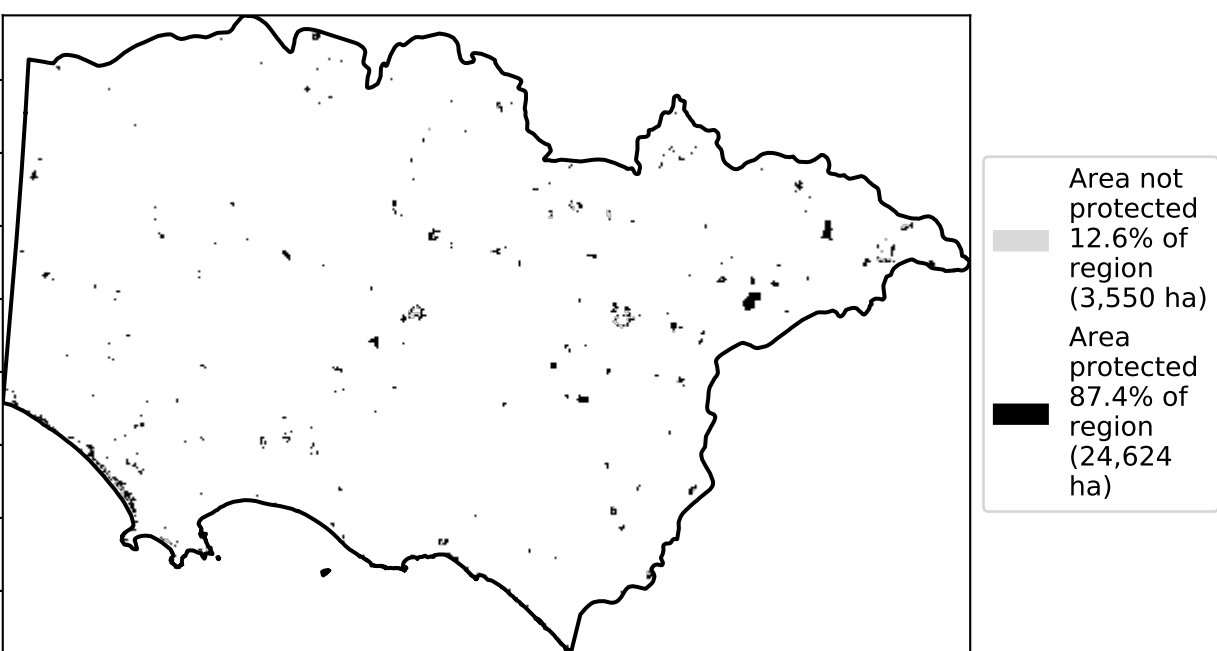 Area not
protected
12.6% of
region
(3,550 ha)
Area
protected
87.4% of
region
(24,624
ha)